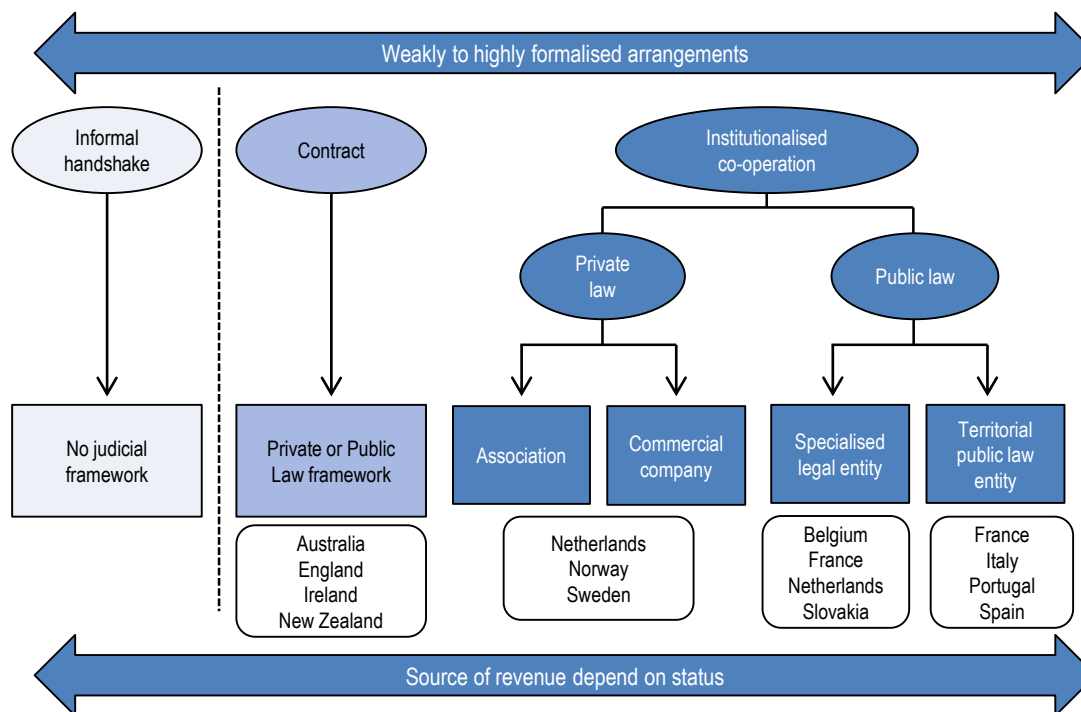 Weakly to highly formalised arrangements
Informal
handshake
Contract
Institutionalised
co-operation
Private
law
Public law
No judicial
framework
Private or Public
Law framework
Association
Commercial
company
Specialised
legal entity
Territorial
public law
entity
Australia
England
Ireland
New Zealand
Netherlands
Norway
Sweden
Belgium
France
Netherlands
Slovakia
France
Italy
Portugal
Spain
Source of revenue depend on status